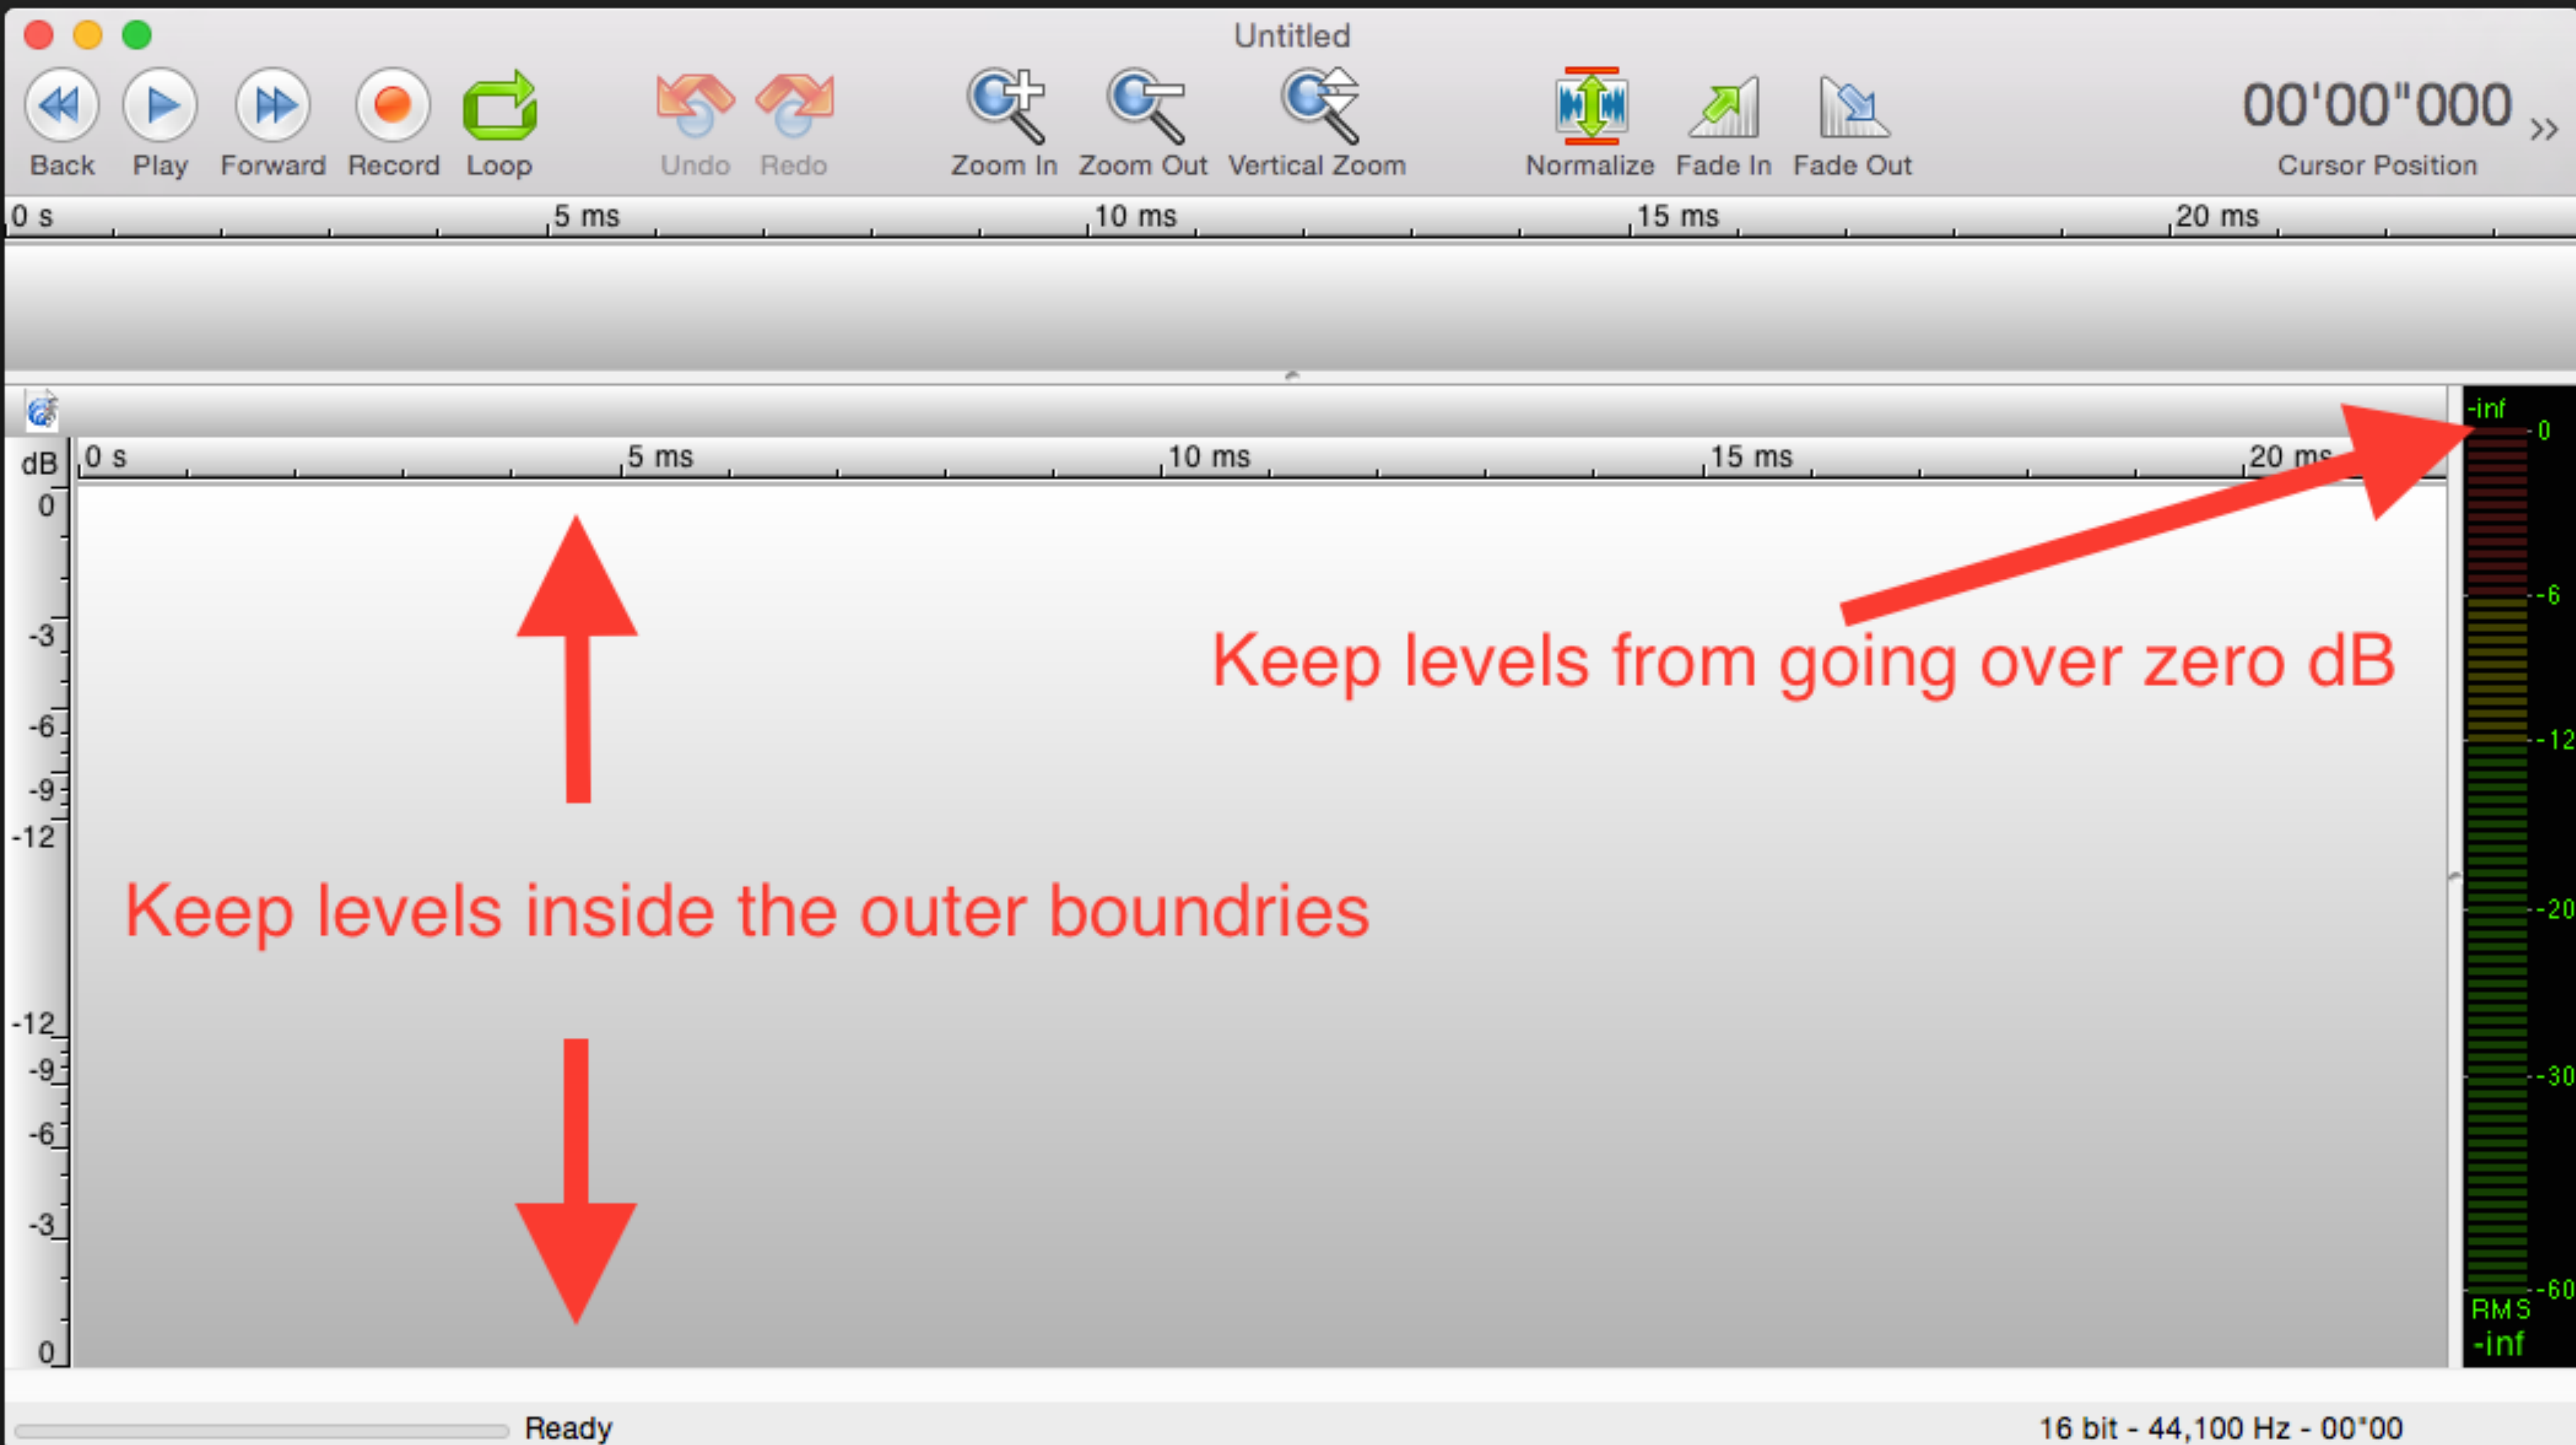 Untitled
Back Play Forward Record Loop Undo Redo Zoom In Zoom Out Vertical Zoom Normalize Fade In Fade Out
00'00"000
Cursor Position
0 s 5 ms 10 ms 15 ms 20 ms
-inf
0
dB 0 s 5 ms 10 ms 15 ms 20 ms
0
-6
-3
Keep levels from going over zero dB
-6
-12
-9
-12
Keep levels inside the outer boundries
-20
-12
-9
-30
-6
-3
-60
RMS
-inf
0
Ready
16 bit - 44,100 Hz - 00"00